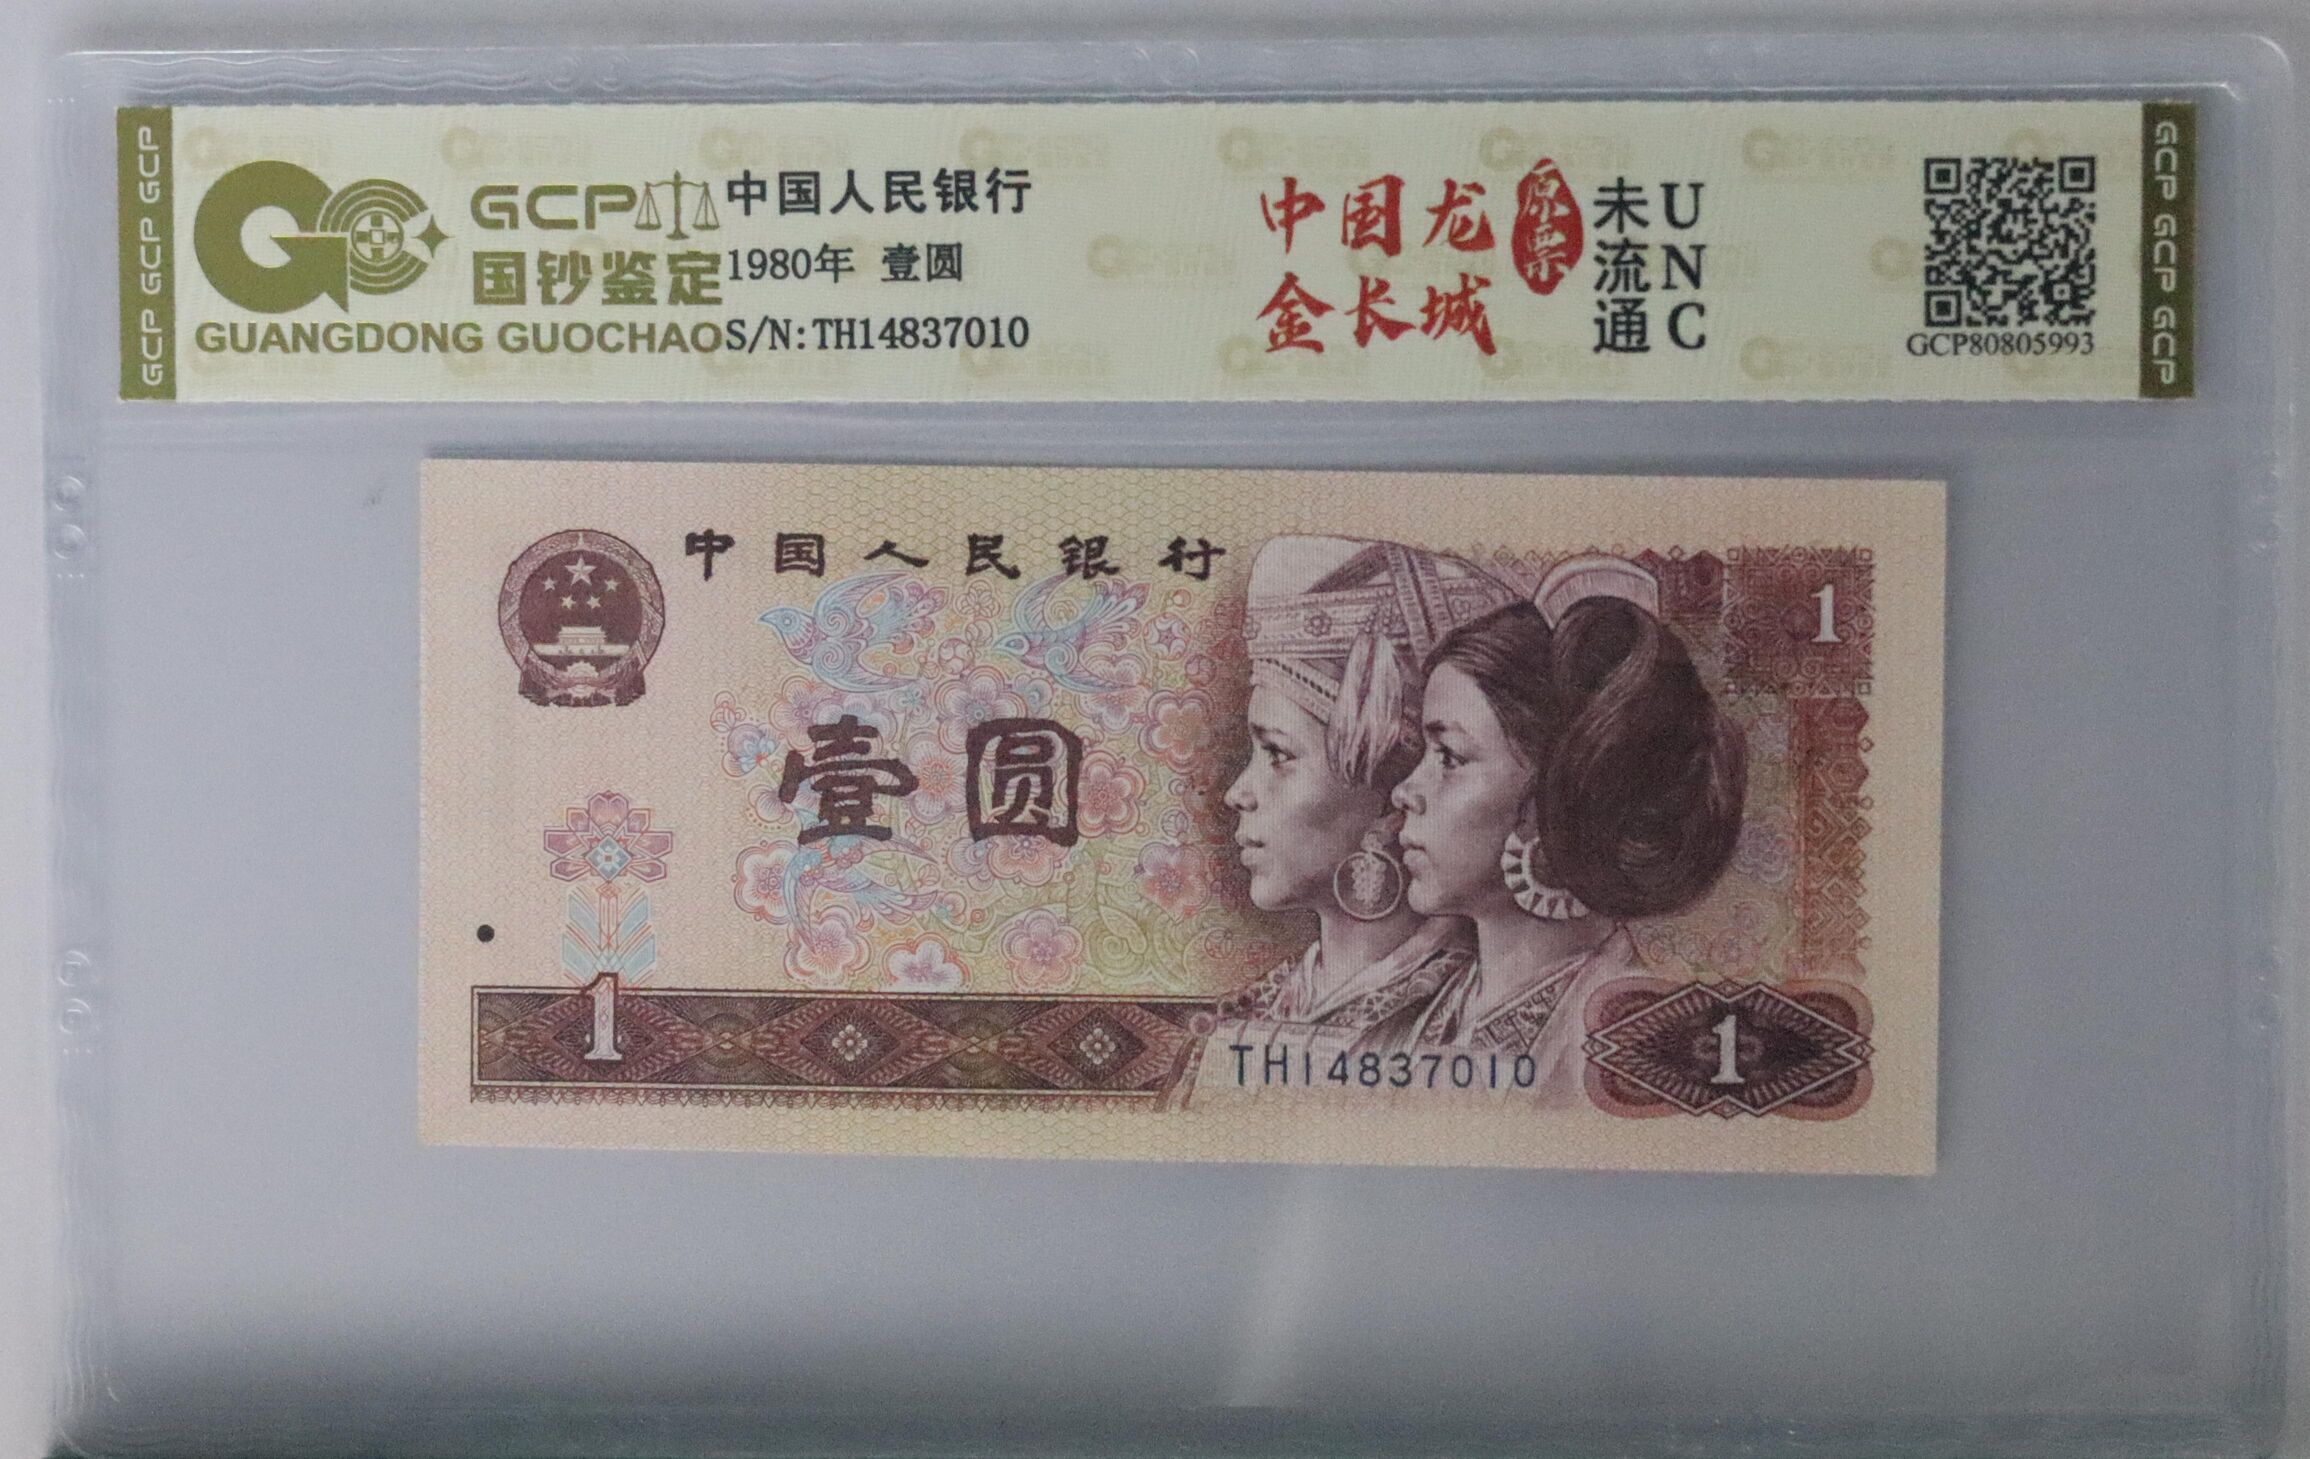 GCP GCP GCP
GCP
国钞鉴定
GUANGDONG GUOCHAO
中国人民银行
1980年 壹圆
S/N:TH14837010
中国龙
金长城
原票
未流通
UNC
GCP80805993
GCP GCP GCP
中国人民银行
壹圆
1
1
TH14837010
1